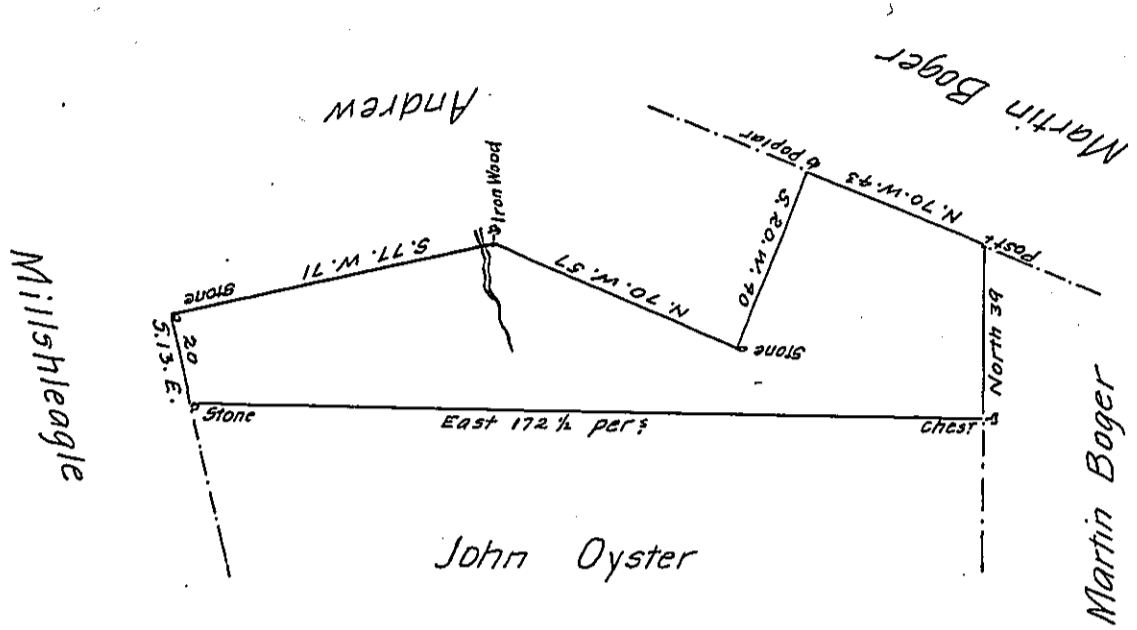 Andrew
Martin Boger
Poplar
Iron Wood
N. 70. W. 43
S. 20. W. 40
Post
S. 77. W. 71
N. 70. W. 57
Millshleagle
Stone
S. 13. E. 20
Stone
North 39
Stone
East 172 ½ pers
Chest
Martin Boger
John Oyster